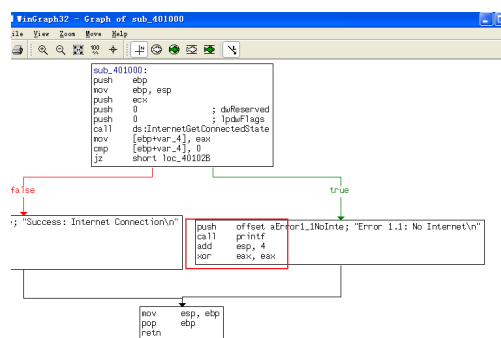 WinGraph32 - Graph of sub_401000
File View Zoom Move Help
100
%
sub_401000:
push ebp
mov ebp, esp
push ecx
push 0 ; dwReserved
push 0 ; lpdwFlags
call ds:InternetGetConnectedState
mov [ebp+var_4], eax
cmp [ebp+var_4], 0
jz short loc_40102B
false
true
e; "Success: Internet Connection\n"
push offset aError1_1NoInte; "Error 1.1: No Internet\n"
call printf
add esp, 4
xor eax, eax
mov esp, ebp
pop ebp
retn